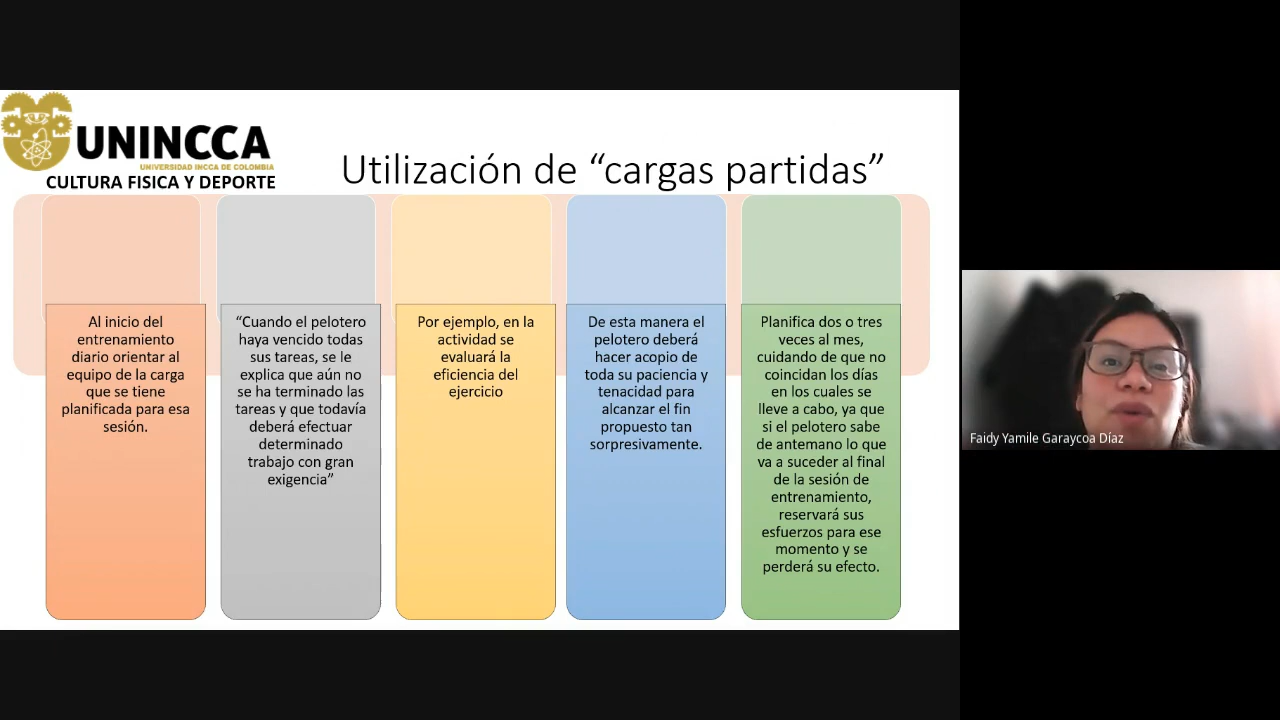 UNINCCA
UNIVERSIDAD INCCA DE COLOMBIA
CULTURA FISICA Y DEPORTE
Utilización de “cargas partidas”
Al inicio del
entrenamiento
diario orientar al
equipo de la carga
que se tiene
planificada para esa
sesión.
“Cuando el pelotero
haya vencido todas
sus tareas, se le
explica que aún no
se ha terminado las
tareas y que todavía
deberá efectuar
determinado
trabajo con gran
exigencia”
Por ejemplo, en la
actividad se
evaluará la
eficiencia del
ejercicio
De esta manera el
pelotero deberá
hacer acopio de
toda su paciencia y
tenacidad para
alcanzar el fin
propuesto tan
sorpresivamente.
Planifica dos o tres
veces al mes,
cuidando de que no
coincidan los días
en los cuales se
lleve a cabo, ya que
si el pelotero sabe
de antemano lo que
va a suceder al final
de la sesión de
entrenamiento,
reservará sus
esfuerzos para ese
momento y se
perderá su efecto.
Faidy Yamile Garaycoa Díaz